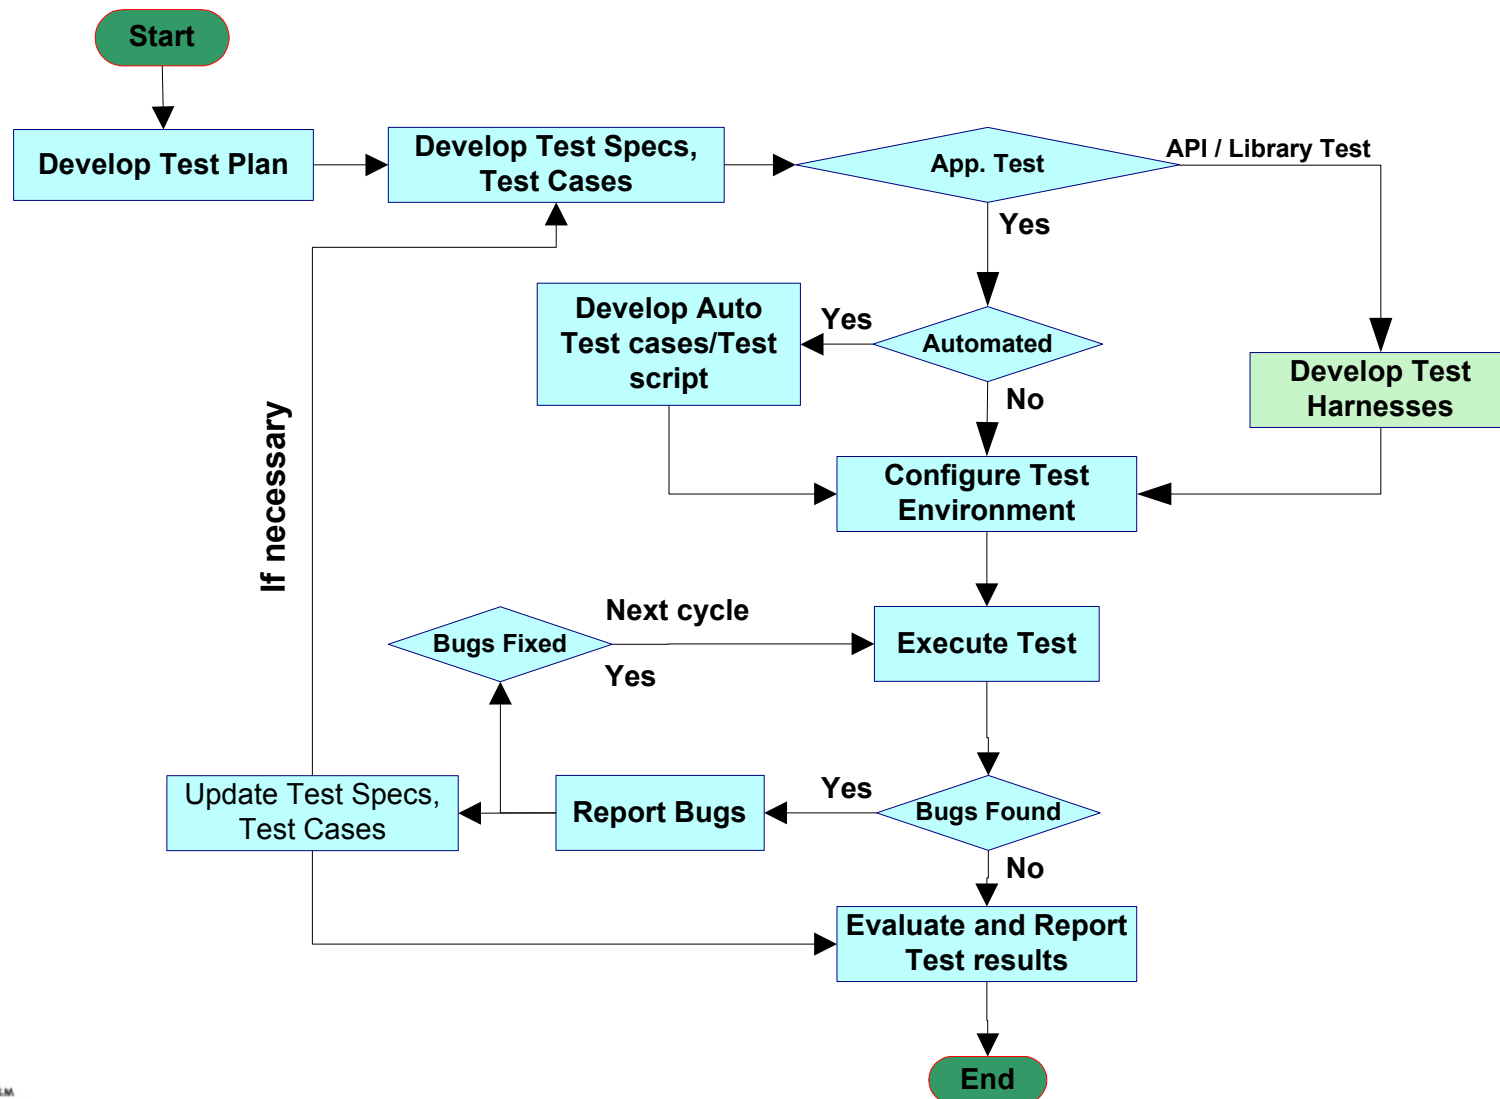 Start
Develop Test Plan
Develop Test Specs,
Test Cases
App. Test
API / Library Test
Yes
Develop Auto
Test cases/Test
script
Yes
Automated
Develop Test
Harnesses
No
If necessary
Configure Test
Environment
Next cycle
Bugs Fixed
Yes
Execute Test
Update Test Specs,
Test Cases
Report Bugs
Yes
Bugs Found
No
Evaluate and Report
Test results
End